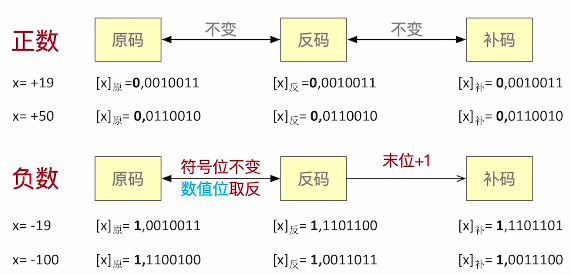 正数 原码 不变 反码 不变 补码
x= +19 [x]原 =0,0010011 [x]反 =0,0010011 [x]补= 0,0010011
x= +50 [x]原= 0,0110010 [x]反= 0,0110010 [x]补= 0,0110010
负数 原码 符号位不变 反码 末位+1 补码
数值位取反
x= -19 [x]原= 1,0010011 [x]反= 1,1101100 [x]补= 1,1101101
x= -100 [x]原= 1,1100100 [x]反= 1,0011011 [x]补= 1,0011100